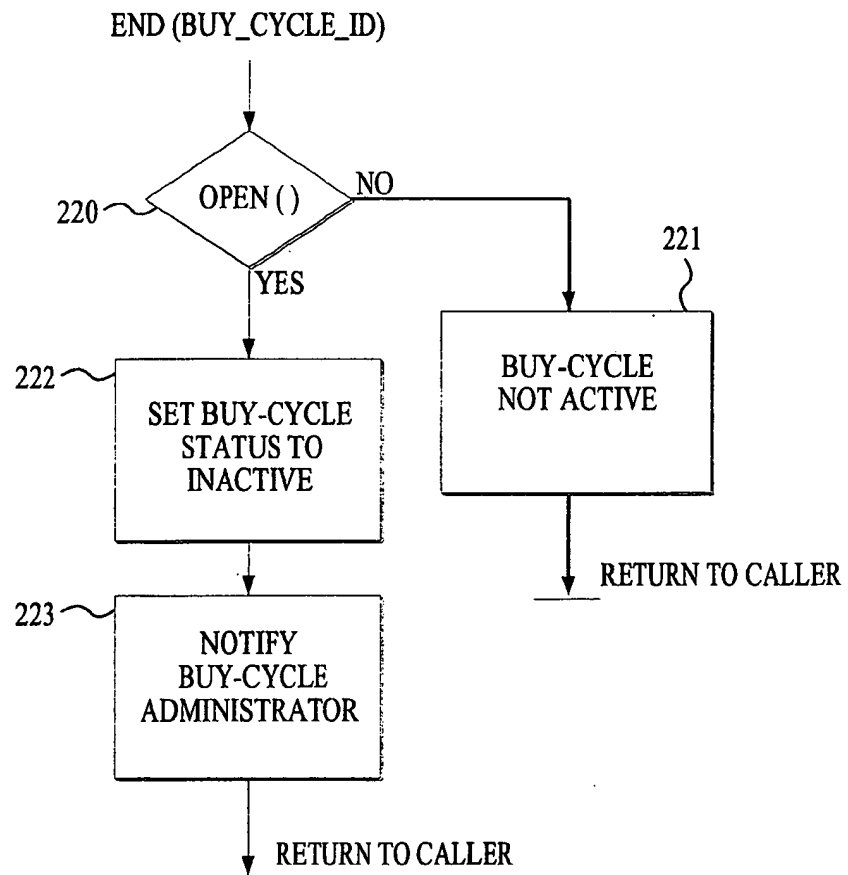 END (BUY_CYCLE_ID)
OPEN ( )
NO
220
YES
221
BUY-CYCLE
NOT ACTIVE
222
SET BUY-CYCLE
STATUS TO
INACTIVE
RETURN TO CALLER
223
NOTIFY
BUY-CYCLE
ADMINISTRATOR
RETURN TO CALLER